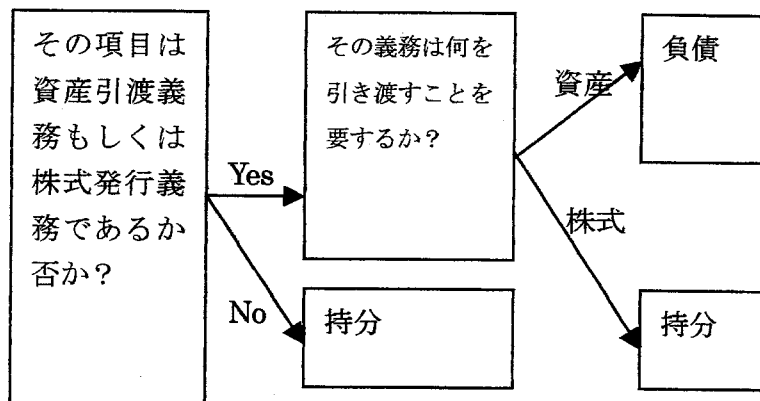 その項目は
資産引渡義
務もしくは
株式発行義
務であるか
否か?
Yes
No
その義務は何を
引き渡すことを
要するか?
持分
資産
株式
負債
持分